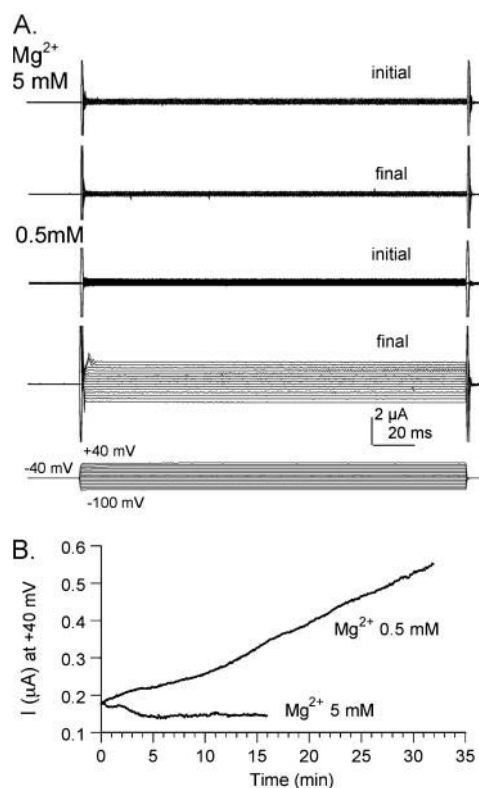 A.
Mg2+
5 mM
initial
final
0.5mM
initial
final
2 µA
20 ms
+40 mV
-40 mV
-100 mV
B.
0.6
0.5
0.4
0.3
0.2
0.1
I (µA) at +40 mV
Mg2+ 0.5 mM
Mg2+ 5 mM
0 5 10 15 20 25 30 35
Time (min)